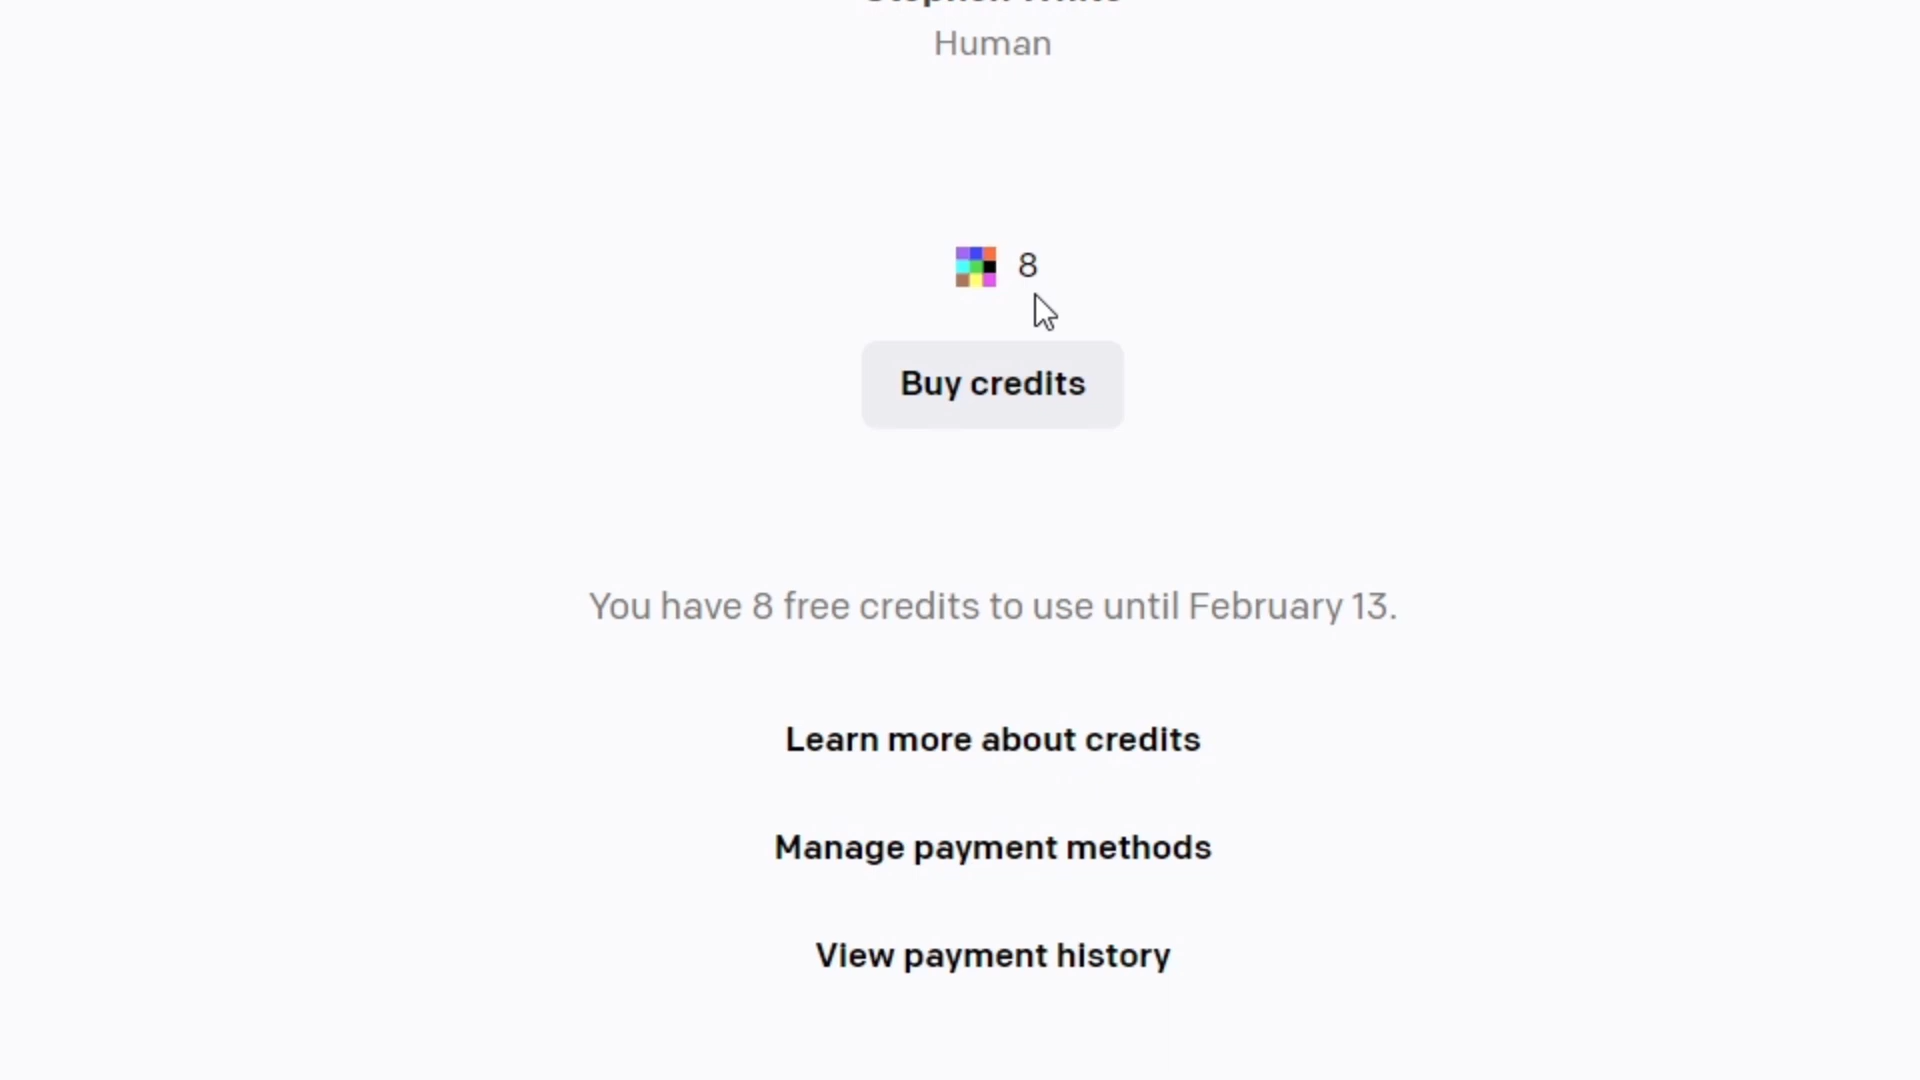 Human
8
Buy credits
You have 8 free credits to use until February 13.
Learn more about credits
Manage payment methods
View payment history